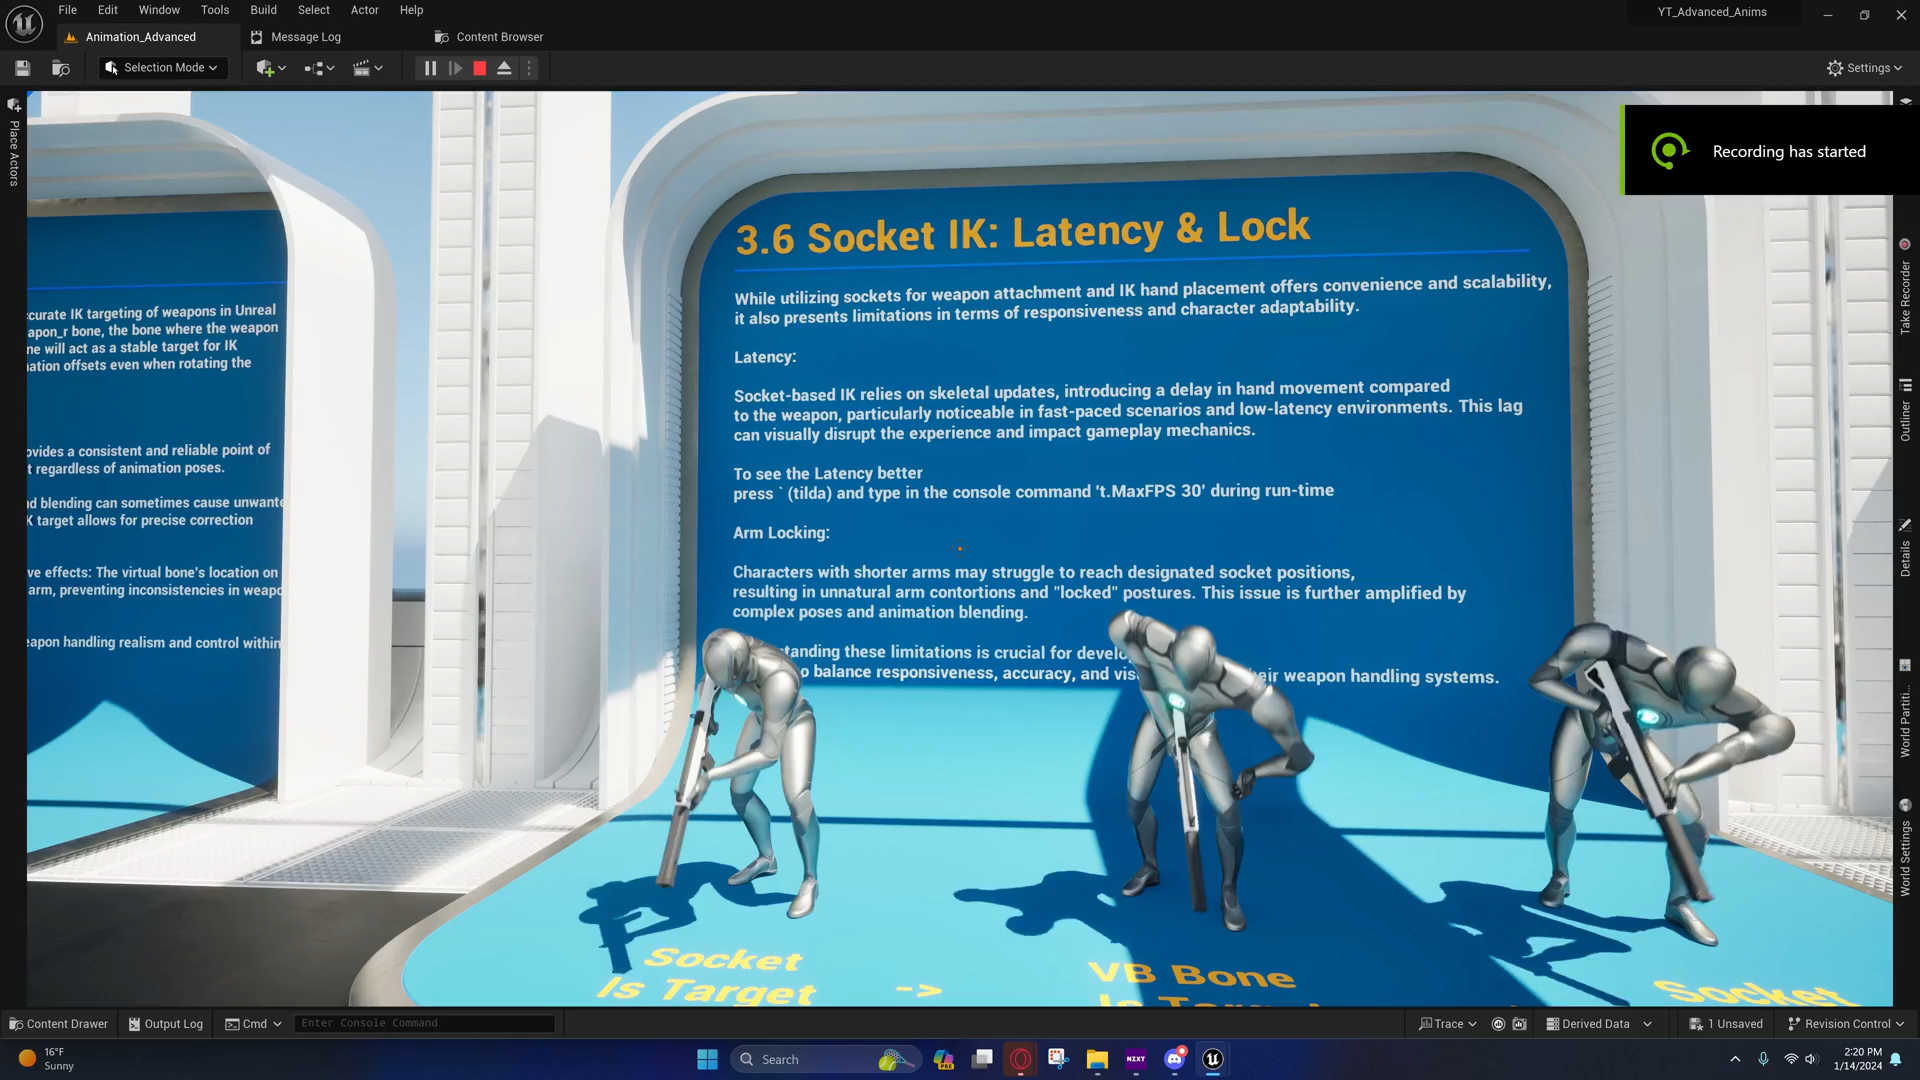 File Edit Window Tools Build Select Actor Help
YT_Advanced_Anims
Animation_Advanced
Message Log
Content Browser
Selection Mode
Settings
Place Actors
Recording has started
Take Recorder
Outliner
Details
World Partiti...
World Settings
ccurate IK targeting of weapons in Unreal
apon_r bone, the bone where the weapon
ne will act as a stable target for IK
nation offsets even when rotating the
ovides a consistent and reliable point of
t regardless of animation poses.
nd blending can sometimes cause unwante
K target allows for precise correction
ve effects: The virtual bone's location on
arm, preventing inconsistencies in weapo
eapon handling realism and control within
3.6 Socket IK: Latency & Lock
While utilizing sockets for weapon attachment and IK hand placement offers convenience and scalability,
it also presents limitations in terms of responsiveness and character adaptability.
Latency:
Socket-based IK relies on skeletal updates, introducing a delay in hand movement compared
to the weapon, particularly noticeable in fast-paced scenarios and low-latency environments. This lag
can visually disrupt the experience and impact gameplay mechanics.
To see the Latency better
press ` (tilda) and type in the console command 't.MaxFPS 30' during run-time
Arm Locking:
Characters with shorter arms may struggle to reach designated socket positions,
resulting in unnatural arm contortions and "locked" postures. This issue is further amplified by
complex poses and animation blending.
standing these limitations is crucial for develo
o balance responsiveness, accuracy, and vis eir weapon handling systems.
Socket
Is Target
->
VB Bone
Socket
Content Drawer
Output Log
Cmd
Enter Console Command
Trace
Derived Data
1 Unsaved
Revision Control
16°F
Sunny
Search
PRE
NZXT
2:20 PM
1/14/2024